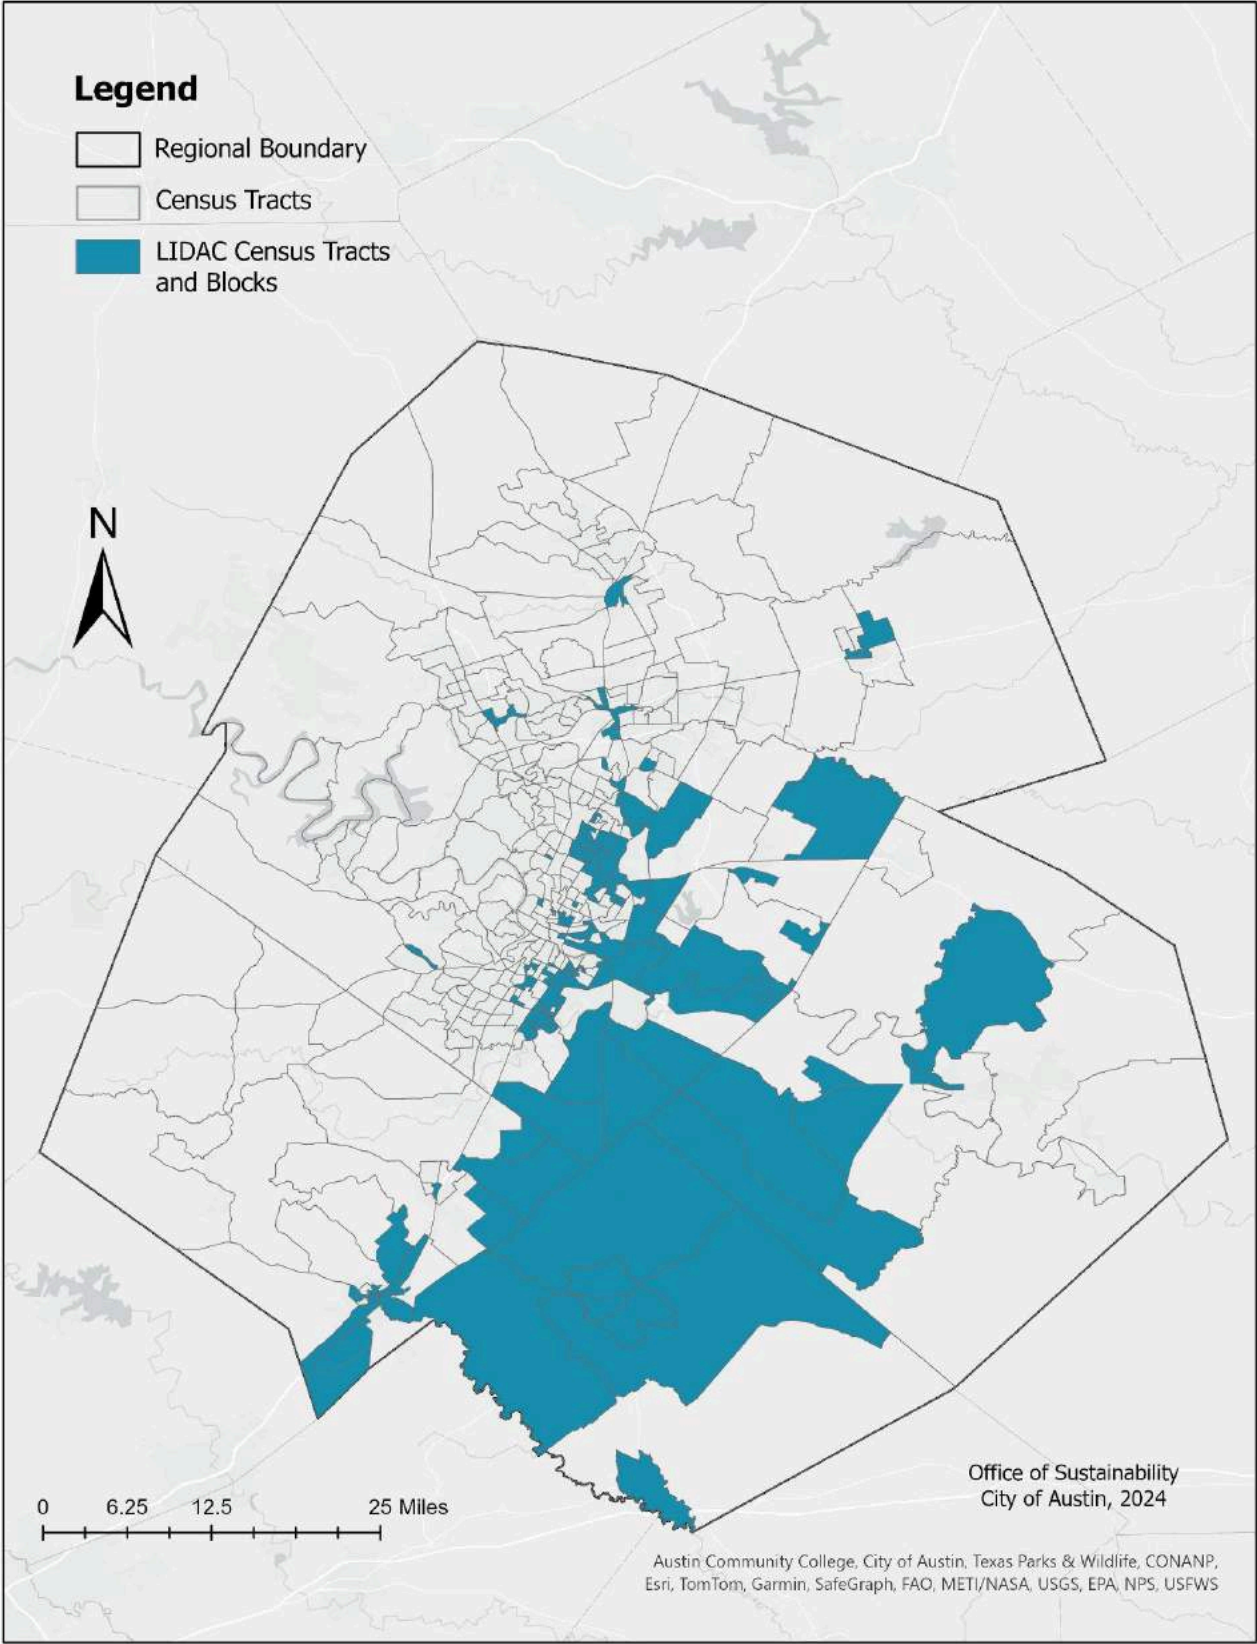 Legend
Regional Boundary
Census Tracts
LIDAC Census Tracts
and Blocks
N
0 6.25 12.5 25 Miles
Office of Sustainability
City of Austin, 2024
Austin Community College, City of Austin, Texas Parks & Wildlife, CONANP,
Esri, TomTom, Garmin, SafeGraph, FAO, METI/NASA, USGS, EPA, NPS, USFWS